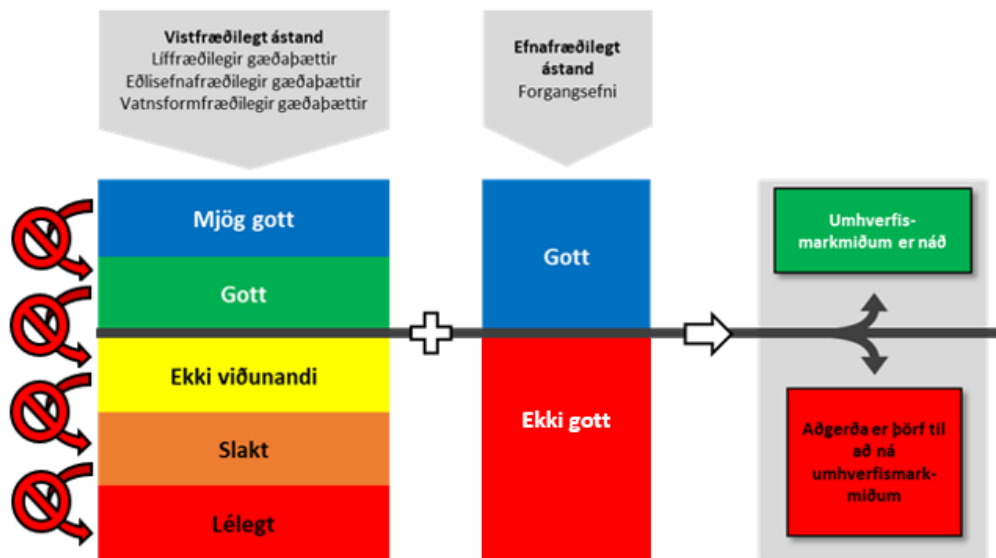 Vistfræðilegt ástand
Líffræðilegir gæðaþættir
Eðlisefnafræðilegir gæðaþættir
Vatnsformfræðilegir gæðaþættir
Efnafræðilegt
ástand
Forgangsefni
Mjög gott
Gott
Ekki viðunandi
Slakt
Lélegt
Gott
Ekki gott
Umhverfis-
markmiðum er náð
Aðgerða er þörf til
að ná
umhverfismark-
miðum